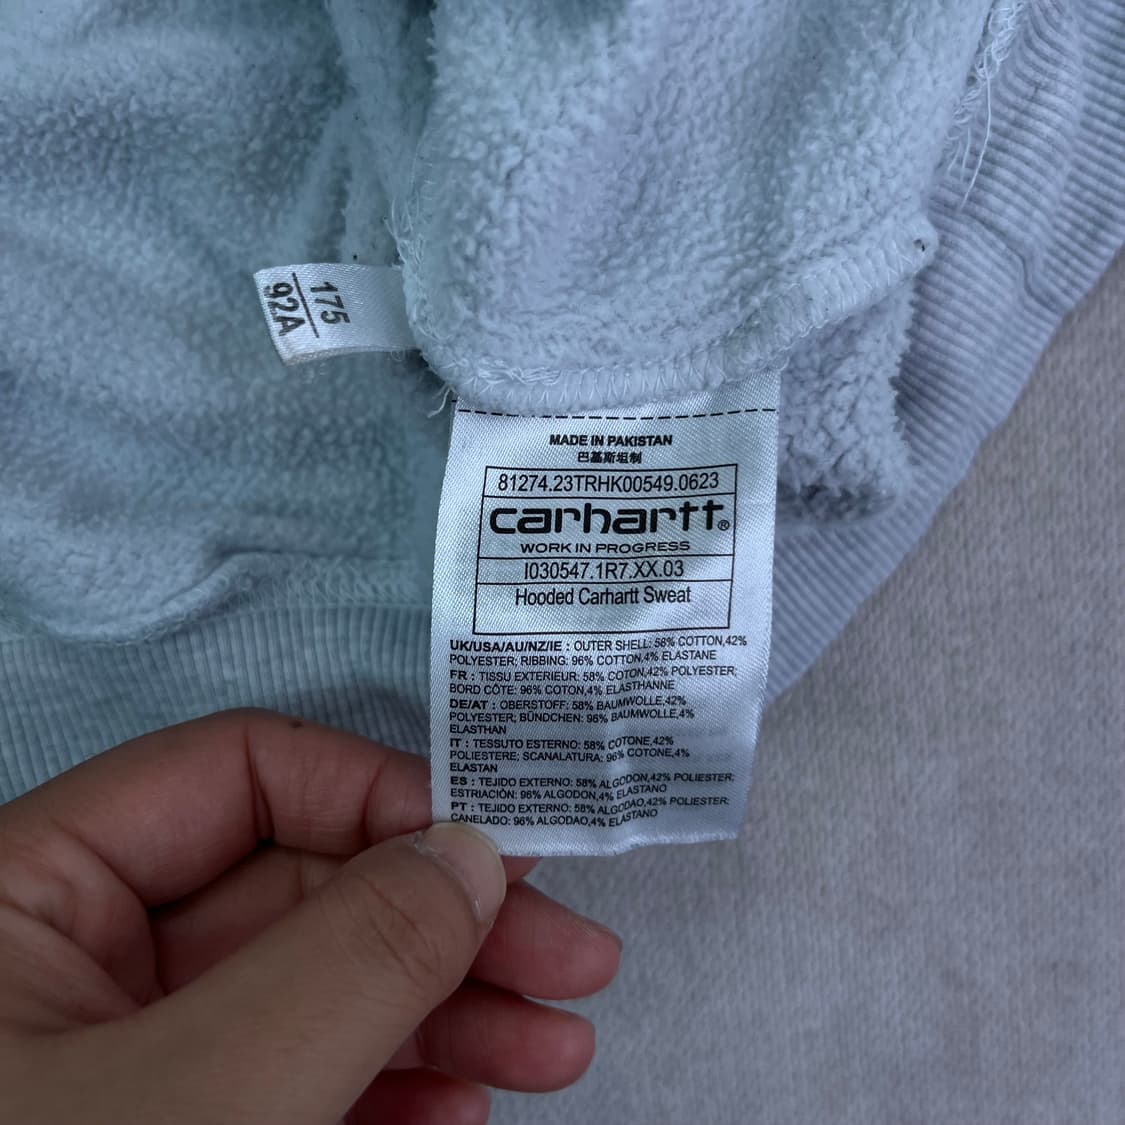 175
92A
MADE IN PAKISTAN
巴基斯坦制
81274.23TRHK00549.0623
carhartt®
WORK IN PROGRESS
I030547.1R7.XX.03
Hooded Carhartt Sweat
UK/USA/AU/NZ/IE : OUTER SHELL: 58% COTTON,42%
POLYESTER; RIBBING: 96% COTTON,4% ELASTANE
FR : TISSU EXTERIEUR: 58% COTON,42% POLYESTER;
BORD CÔTE: 96% COTON,4% ELASTHANNE
DE/AT : OBERSTOFF: 58% BAUMWOLLE,42%
POLYESTER; BÜNDCHEN: 96% BAUMWOLLE,4%
ELASTHAN
IT : TESSUTO ESTERNO: 58% COTONE,42%
POLIESTERE; SCANALATURA: 96% COTONE,4%
ELASTAN
ES : TEJIDO EXTERNO: 58% ALGODON,42% POLIESTER;
ESTRIACIÓN: 96% ALGODON,4% ELASTANO
PT : TEJIDO EXTERNO: 58% ALGODAO,42% POLIESTER;
CANELADO: 96% ALGODAO,4% ELASTANO